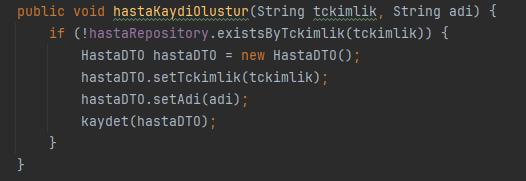 public void hastaKaydiOlustur(String tckimlik, String adi) {
    if (!hastaRepository.existsByTckimlik(tckimlik)) {
        HastaDTO hastaDTO = new HastaDTO();
        hastaDTO.setTckimlik(tckimlik);
        hastaDTO.setAdi(adi);
        kaydet(hastaDTO);
    }
}